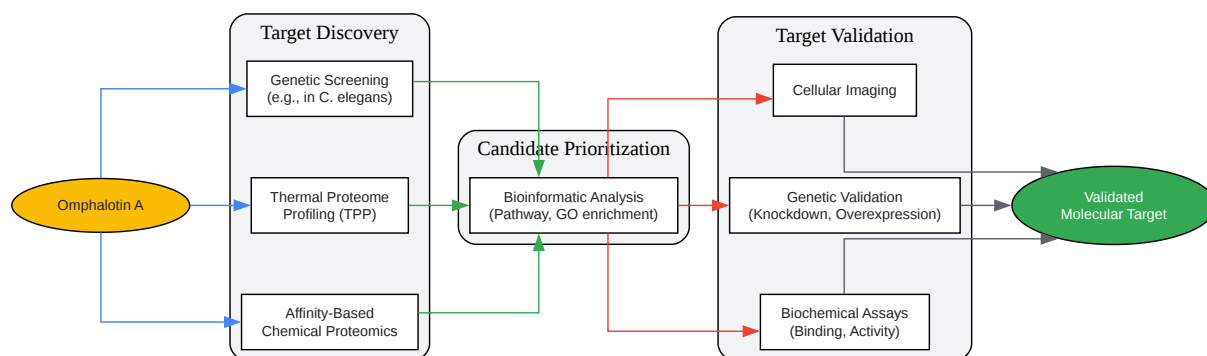 Target Discovery
Genetic Screening
(e.g., in C. elegans)
Omphalotin A
Thermal Proteome
Profiling (TPP)
Affinity-Based
Chemical Proteomics
Candidate Prioritization
Bioinformatic Analysis
(Pathway, GO enrichment)
Target Validation
Cellular Imaging
Genetic Validation
(Knockdown, Overexpression)
Biochemical Assays
(Binding, Activity)
Validated
Molecular Target